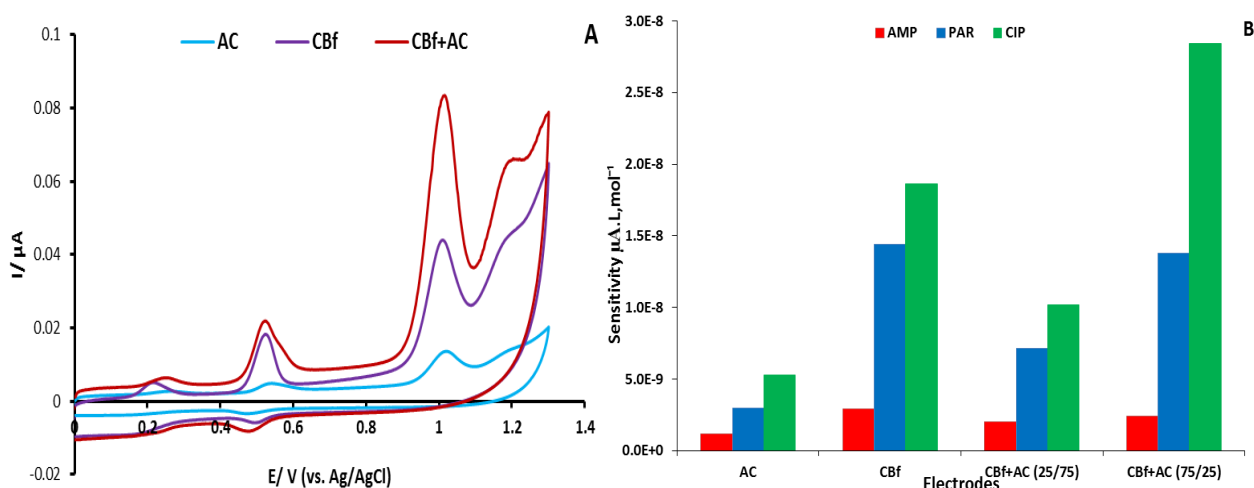 AC CBf CBf+AC A
0.1
0.08
0.06
0.04
0.02
0
-0.02
0 0.2 0.4 0.6 0.8 1 1.2 1.4
I/ µA
E/ V (vs. Ag/AgCl)
B
AMP PAR CIP
3.0E-8
2.5E-8
2.0E-8
1.5E-8
1.0E-8
5.0E-9
0.0E+0
Sensitivity µA.L,mol⁻¹
AC CBf CBf+AC (25/75) CBf+AC (75/25)
Electrodes